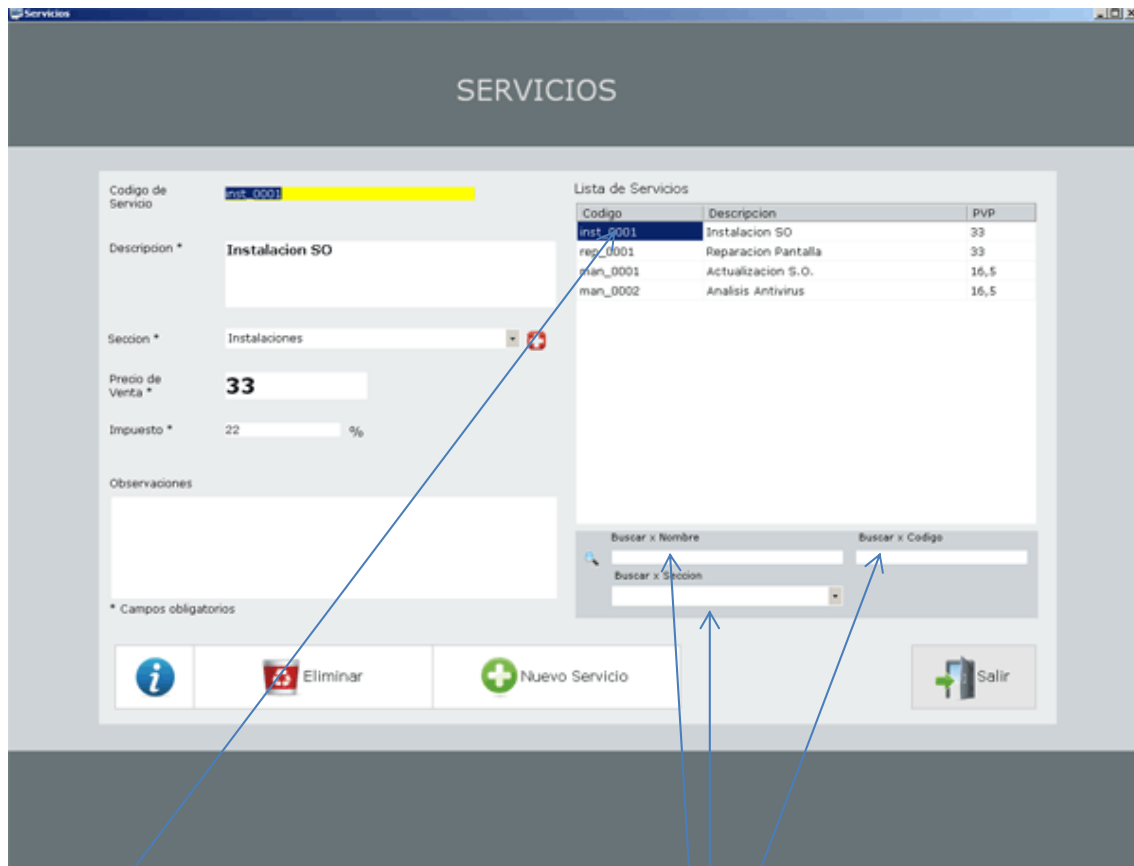 Servicios
SERVICIOS
Codigo de
Servicio
inst_0001
Descripcion *
Instalacion SO
Seccion *
Instalaciones
Precio de
Venta *
33
Impuesto *
22
%
Observaciones
* Campos obligatorios
Lista de Servicios
Codigo Descripcion PVP
inst_0001 Instalacion SO 33
rep_0001 Reparacion Pantalla 33
man_0001 Actualizacion S.O. 16,5
man_0002 Analisis Antivirus 16,5
Buscar x Nombre Buscar x Codigo
Buscar x Seccion
Eliminar Nuevo Servicio Salir